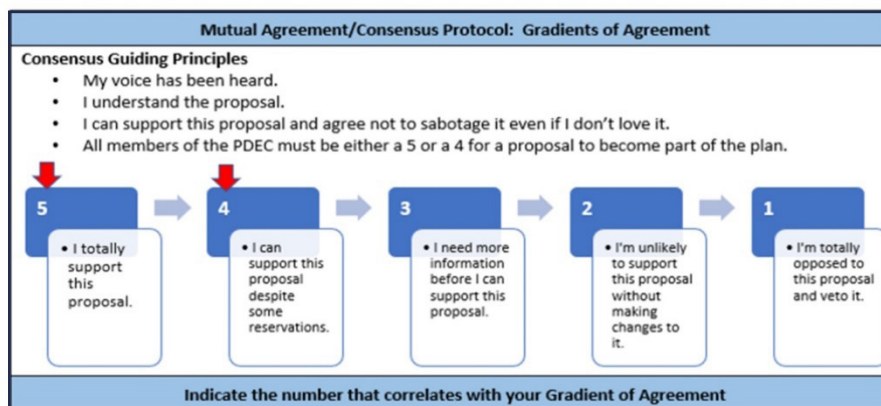 Mutual Agreement/Consensus Protocol: Gradients of Agreement
Consensus Guiding Principles
• My voice has been heard.
• I understand the proposal.
• I can support this proposal and agree not to sabotage it even if I don't love it.
• All members of the PDEC must be either a 5 or a 4 for a proposal to become part of the plan.
5
• I totally
support
this
proposal.
4
• I can
support this
proposal
despite
some
reservations.
3
• I need more
information
before I can
support this
proposal.
2
• I'm unlikely
to support
this proposal
without
making
changes to
it.
1
• I'm totally
opposed to
this proposal
and veto it.
Indicate the number that correlates with your Gradient of Agreement